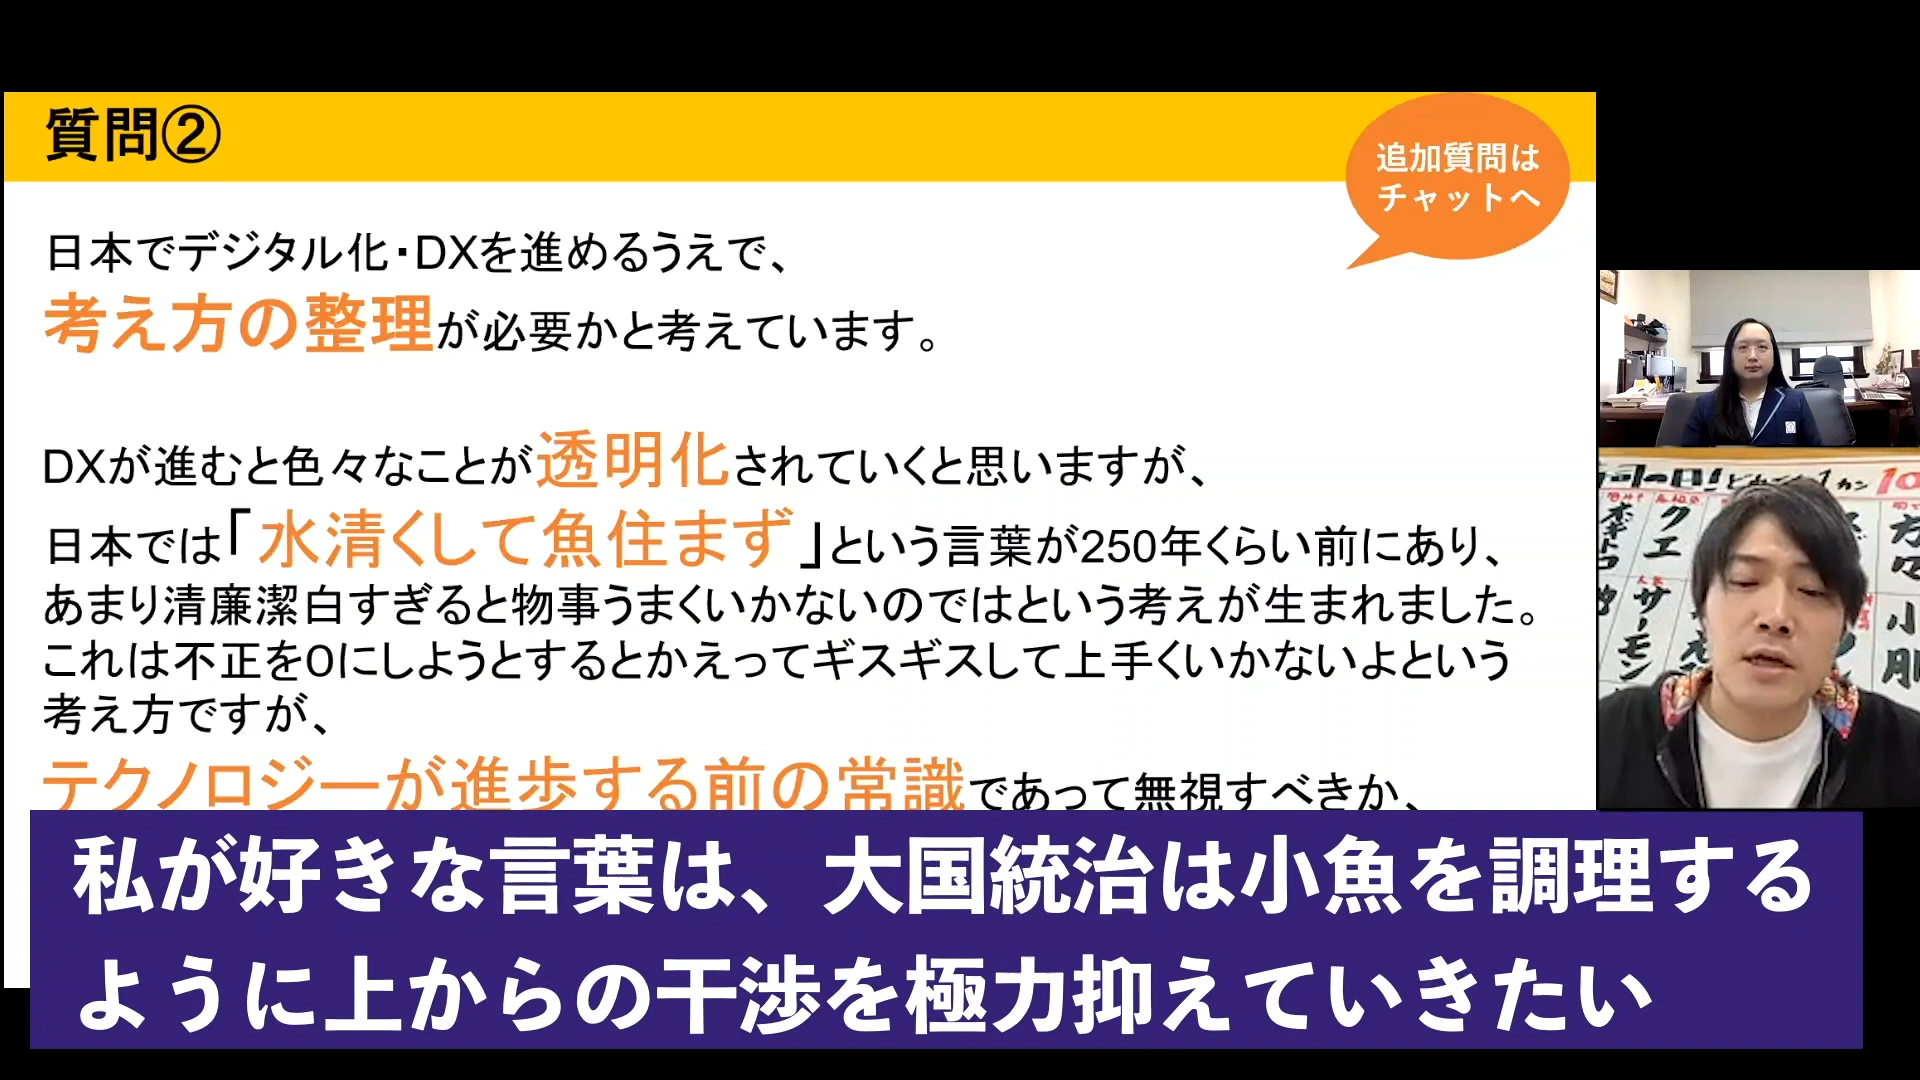 質問②
追加質問は
チャットへ
日本でデジタル化・DXを進めるうえで、
考え方の整理が必要かと考えています。
DXが進むと色々なことが透明化されていくと思いますが、
日本では「水清くして魚住まず」という言葉が250年くらい前にあり、
あまり清廉潔白すぎると物事うまくいかないのではという考えが生まれました。
これは不正を0にしようとするとかえってギスギスして上手くいかないよという
考え方ですが、
テクノロジーが進歩する前の常識であって無視すべきか、
私が好きな言葉は、大国統治は小魚を調理する
ように上からの干渉を極力抑えていきたい
クエ
サーモン